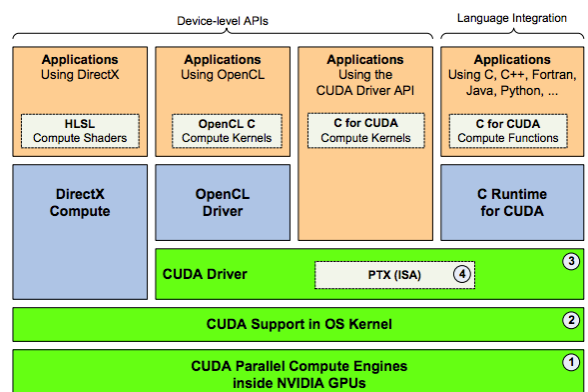 Device-level APIs
Language Integration
Applications
Using DirectX
HLSL
Compute Shaders
Applications
Using OpenCL
OpenCL C
Compute Kernels
Applications
Using the
CUDA Driver API
C for CUDA
Compute Kernels
Applications
Using C, C++, Fortran,
Java, Python, ...
C for CUDA
Compute Functions
DirectX
Compute
OpenCL
Driver
C Runtime
for CUDA
3
CUDA Driver
PTX (ISA)
4
CUDA Support in OS Kernel
2
CUDA Parallel Compute Engines
inside NVIDIA GPUs
1